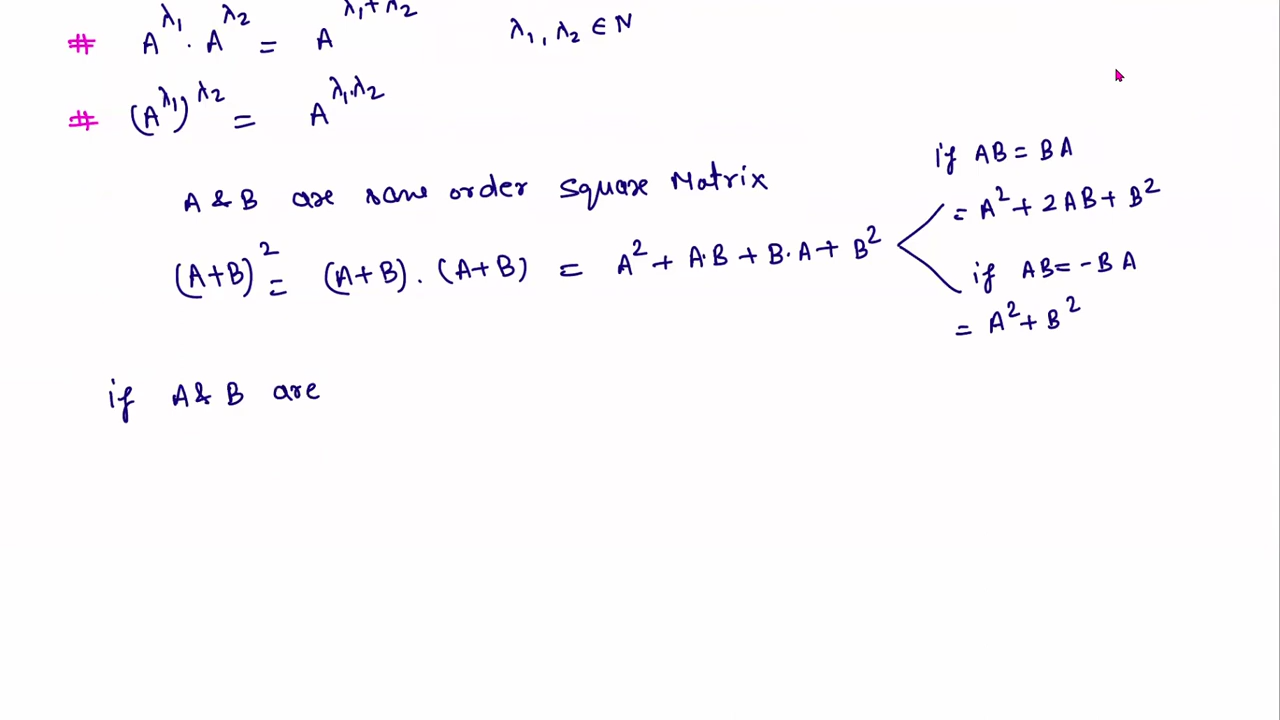 # A^λ₁ · A^λ₂ = A^λ₁+λ₂ λ₁, λ₂ ∈ N
# (A^λ₁)^λ₂ = A^λ₁·λ₂
if AB = BA
A & B are same order square Matrix
= A² + 2AB + B²
(A+B)² = (A+B) · (A+B) = A² + A·B + B·A + B²
if AB = -BA
= A² + B²
if A & B are